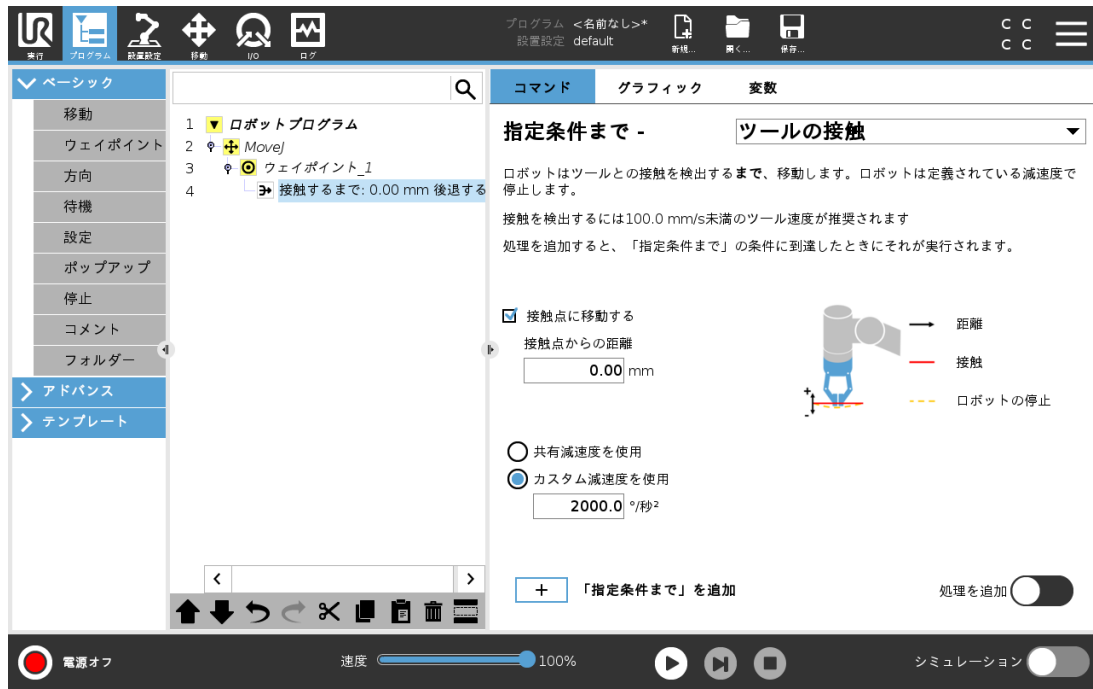 プログラム <名前なし>*
設置設定 default
実行 プログラム 設置設定 移動 I/O ログ 新規... 開く... 保存...
C C
C C
ベーシック
移動
ウェイポイント
方向
待機
設定
ポップアップ
停止
コメント
フォルダー
アドバンス
テンプレート
1 ロボットプログラム
2 MoveJ
3 ウェイポイント_1
4 接触するまで: 0.00 mm 後退する
コマンド グラフィック 変数
指定条件まで - ツールの接触
ロボットはツールとの接触を検出するまで、移動します。ロボットは定義されている減速度で
停止します。
接触を検出するには100.0 mm/s未満のツール速度が推奨されます
処理を追加すると、「指定条件まで」の条件に到達したときにそれが実行されます。
接触点に移動する
接触点からの距離
0.00 mm
距離
接触
ロボットの停止
+
-
共有減速度を使用
カスタム減速度を使用
2000.0 °/秒²
+ 「指定条件まで」を追加
処理を追加
電源オフ
速度 100%
シミュレーション